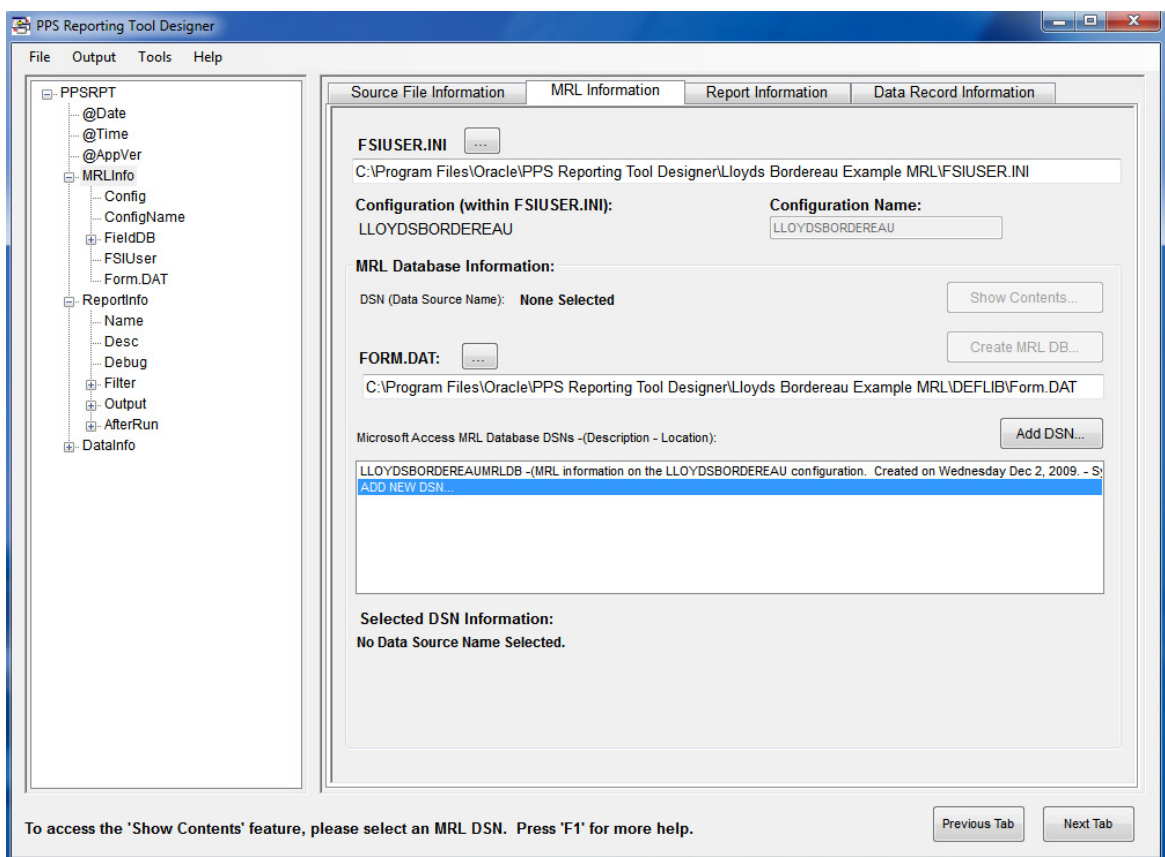 PPS Reporting Tool Designer
File Output Tools Help
PPSRPT
@Date
@Time
@AppVer
MRLInfo
Config
ConfigName
FieldDB
FSIUser
Form.DAT
ReportInfo
Name
Desc
Debug
Filter
Output
AfterRun
DataInfo
Source File Information MRL Information Report Information Data Record Information
FSIUSER.INI ...
C:\Program Files\Oracle\PPS Reporting Tool Designer\Lloyds Bordereau Example MRL\FSIUSER.INI
Configuration (within FSIUSER.INI): Configuration Name:
LLOYDSBORDEREAU LLOYDSBORDEREAU
MRL Database Information:
DSN (Data Source Name): None Selected Show Contents...
Create MRL DB...
FORM.DAT: ...
C:\Program Files\Oracle\PPS Reporting Tool Designer\Lloyds Bordereau Example MRL\DEFLIB\Form.DAT
Microsoft Access MRL Database DSNs -(Description - Location): Add DSN...
LLOYDSBORDEREAUMRLDB -(MRL information on the LLOYDSBORDEREAU configuration. Created on Wednesday Dec 2, 2009. - Sy
ADD NEW DSN...
Selected DSN Information:
No Data Source Name Selected.
To access the 'Show Contents' feature, please select an MRL DSN. Press 'F1' for more help. Previous Tab Next Tab